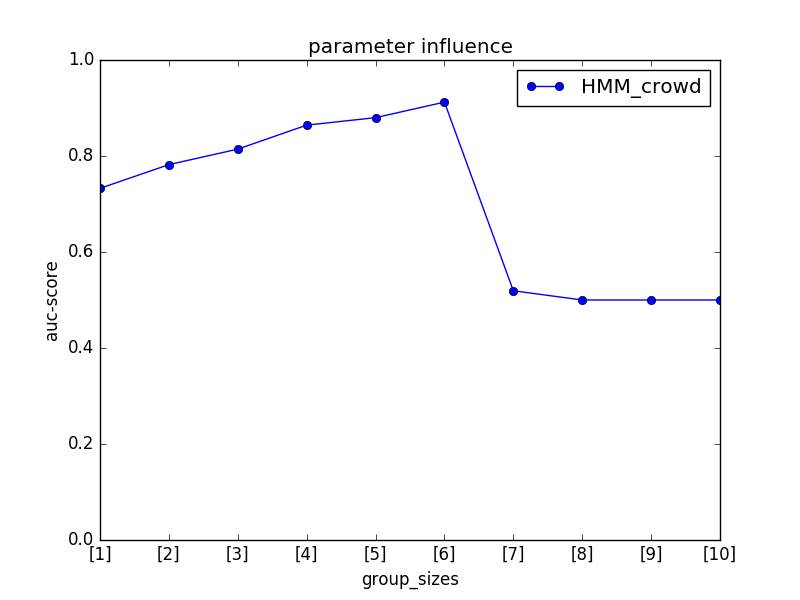 parameter influence
HMM_crowd
1.0
0.8
0.6
0.4
0.2
0.0
auc-score
[1] [2] [3] [4] [5] [6] [7] [8] [9] [10]
group_sizes